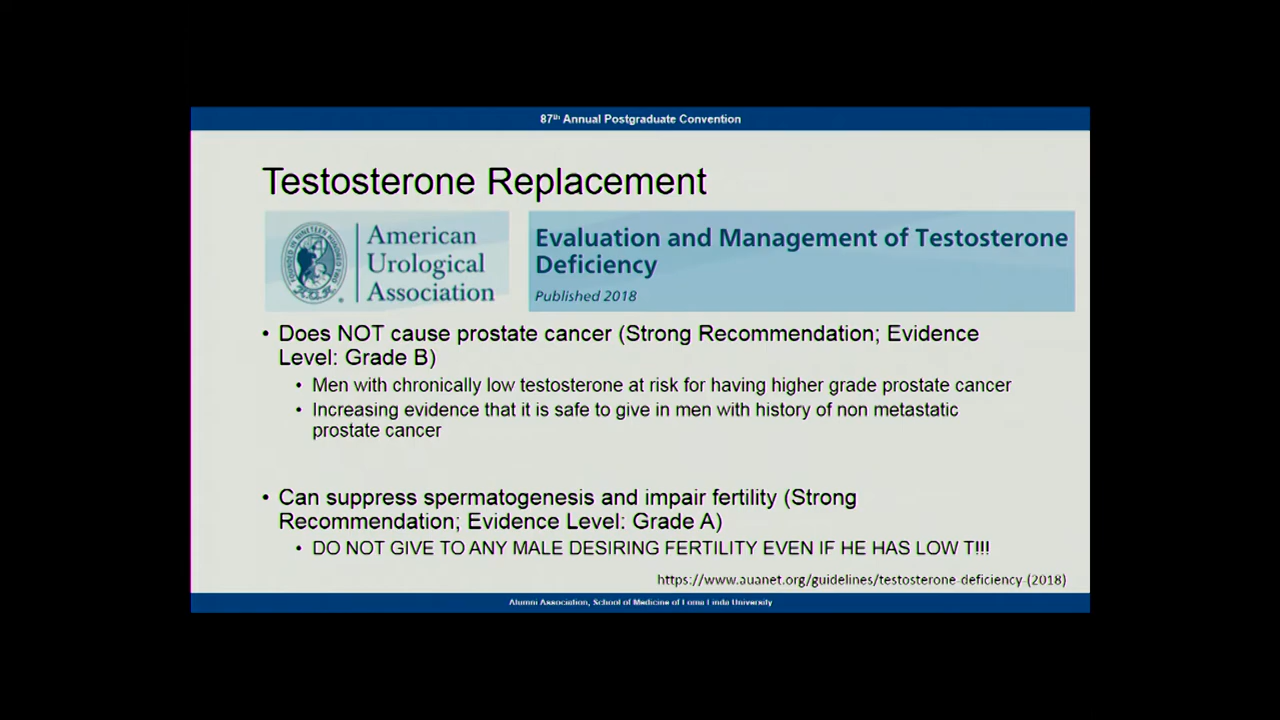 87th Annual Postgraduate Convention
Testosterone Replacement
American
Urological
Association
Evaluation and Management of Testosterone
Deficiency
Published 2018
• Does NOT cause prostate cancer (Strong Recommendation; Evidence
Level: Grade B)
• Men with chronically low testosterone at risk for having higher grade prostate cancer
• Increasing evidence that it is safe to give in men with history of non metastatic
prostate cancer
• Can suppress spermatogenesis and impair fertility (Strong
Recommendation; Evidence Level: Grade A)
• DO NOT GIVE TO ANY MALE DESIRING FERTILITY EVEN IF HE HAS LOW T!!!
https://www.auanet.org/guidelines/testosterone-deficiency-(2018)
Alumni Association, School of Medicine of Loma Linda University